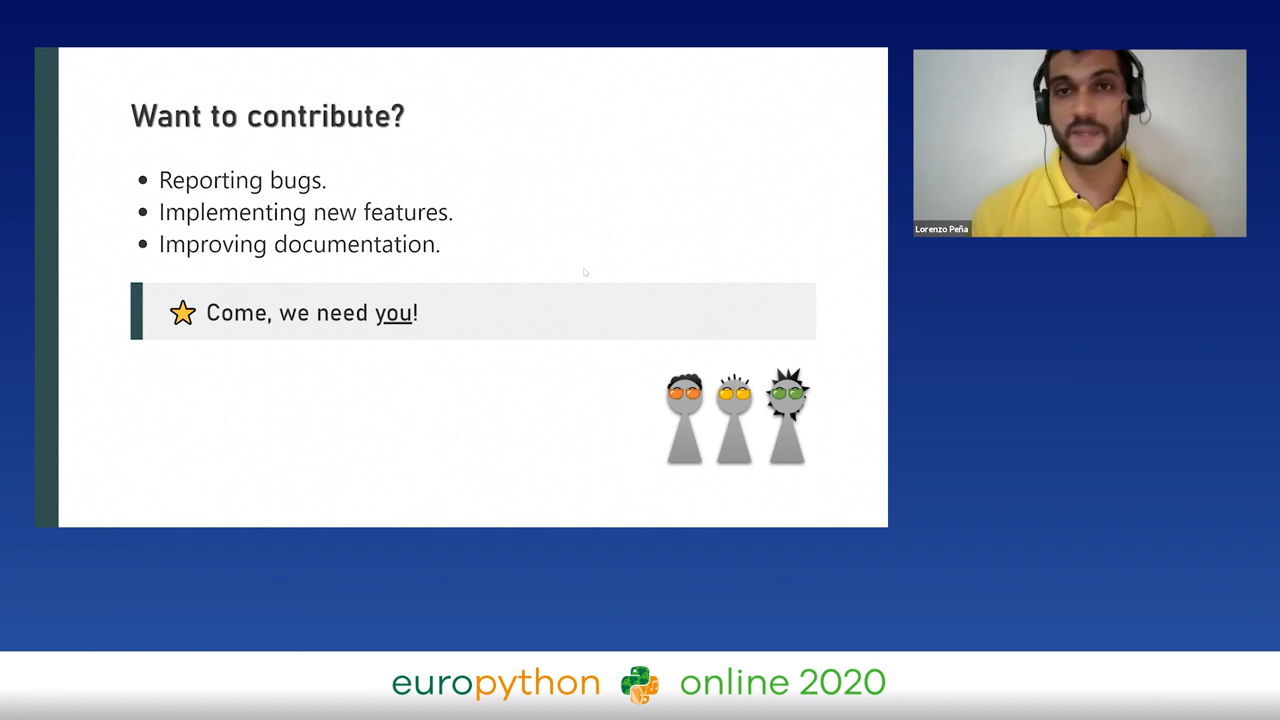 Want to contribute?
Reporting bugs.
Implementing new features.
Improving documentation.
Come, we need you!
Lorenzo Peña
europython online 2020